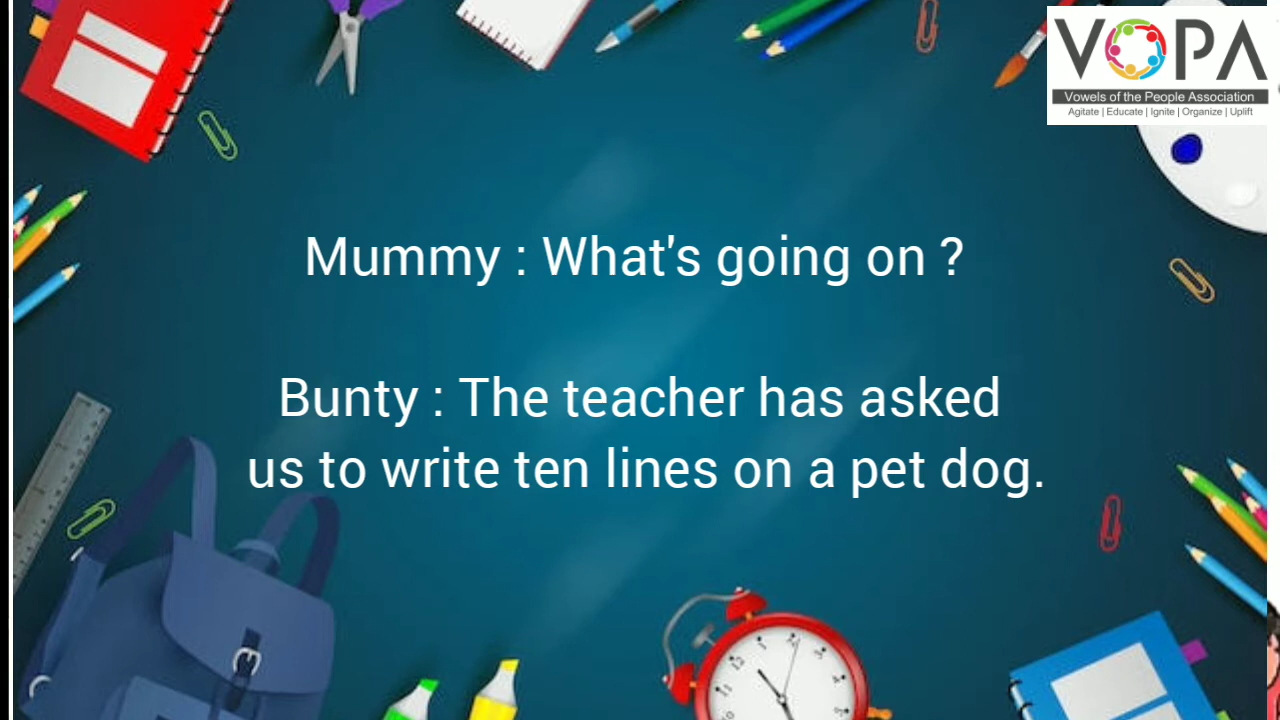 VOPA
Vowels of the People Association
Agitate | Educate | Ignite | Organize | Uplift
Mummy : What's going on ?
Bunty : The teacher has asked
us to write ten lines on a pet dog.